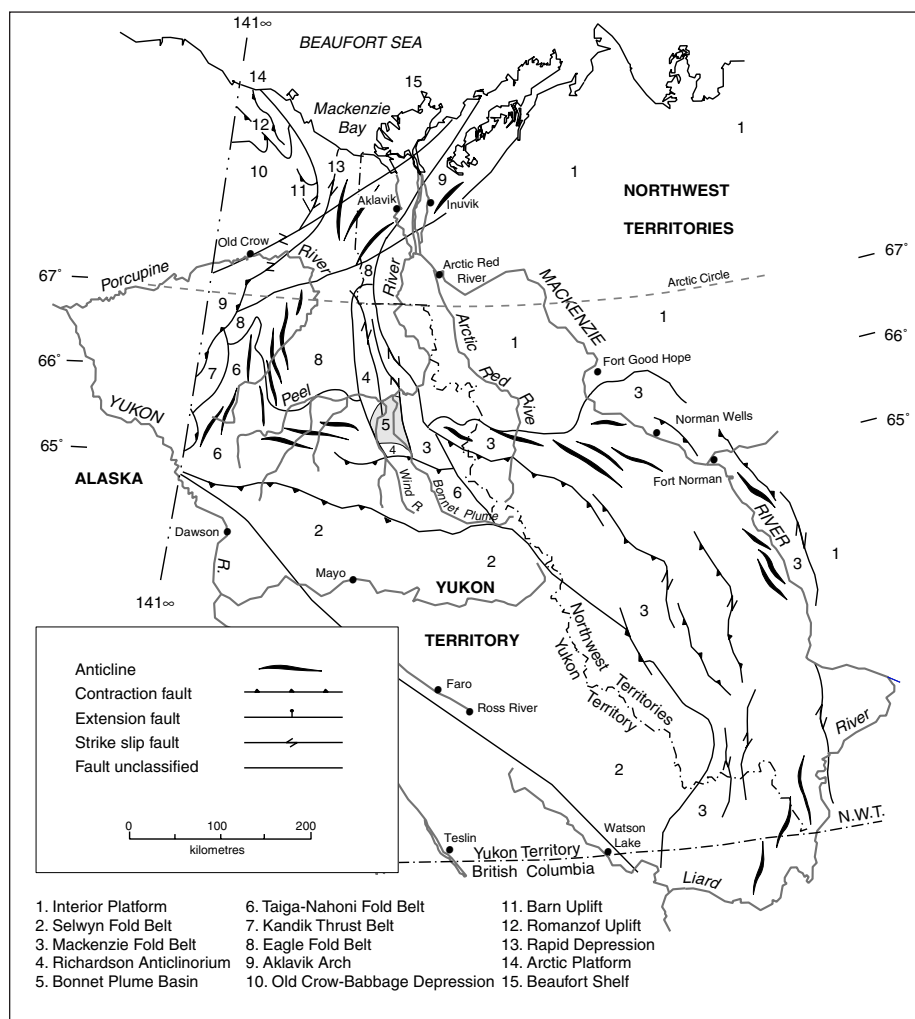 141∞
BEAUFORT SEA
14
15
Mackenzie
Bay
12
1
13
10
9
1
11
NORTHWEST
TERRITORIES
Aklavik
Inuvik
Old Crow
River
67°
Porcupine
8
River
Arctic Red
River
MACKENZIE
67°
Arctic Circle
9
8
1
Arctic
Red
Rive
1
66°
7
6
8
4
Fort Good Hope
66°
Peel
3
YUKON
5
Norman Wells
65°
6
3
3
65°
4
ALASKA
Wind R.
Bonnet Plume
6
Fort Norman
RIVER
2
Dawson
R.
2
3
1
Mayo
YUKON
141∞
3
TERRITORY
Northwest Territories
Yukon Territory
Anticline
Contraction fault
Extension fault
Strike slip fault
Fault unclassified
Faro
Ross River
River
2
3
0 100 200
kilometres
N.W.T.
Watson
Lake
Teslin
Yukon Territory
British Columbia
Liard
1. Interior Platform
2. Selwyn Fold Belt
3. Mackenzie Fold Belt
4. Richardson Anticlinorium
5. Bonnet Plume Basin
6. Taiga-Nahoni Fold Belt
7. Kandik Thrust Belt
8. Eagle Fold Belt
9. Aklavik Arch
10. Old Crow-Babbage Depression
11. Barn Uplift
12. Romanzof Uplift
13. Rapid Depression
14. Arctic Platform
15. Beaufort Shelf